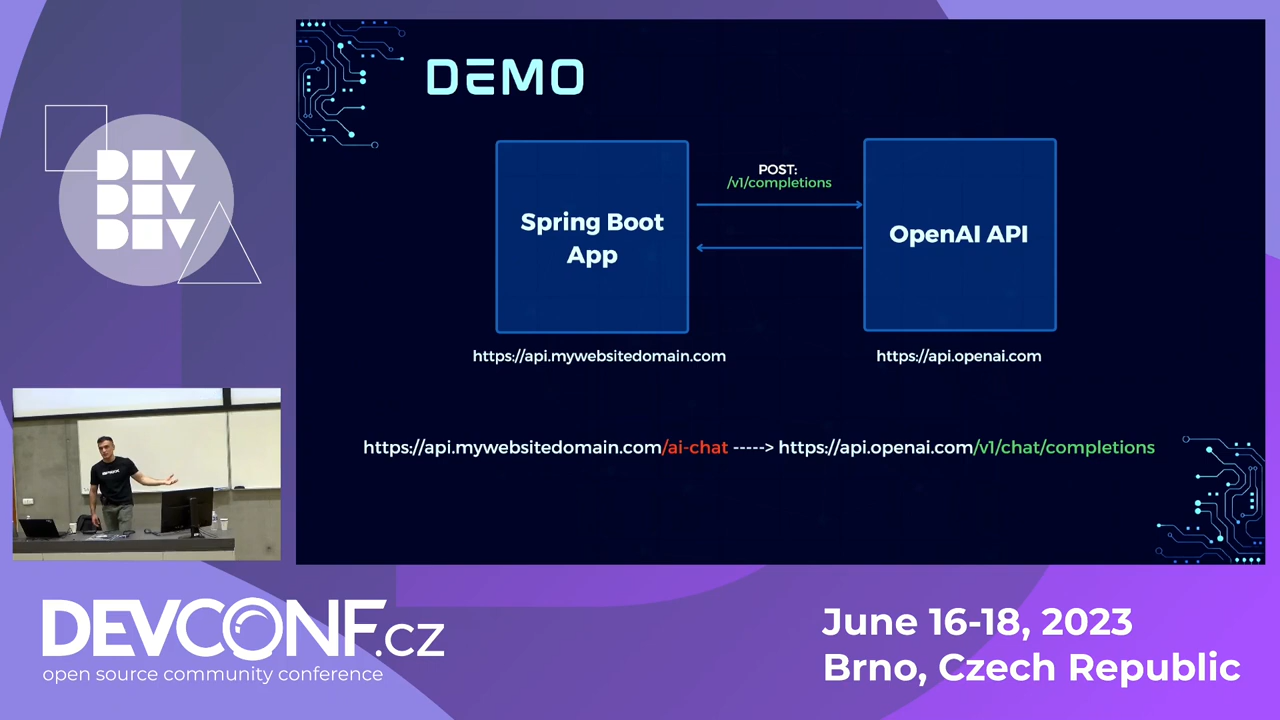 DEV
DEV
DEV
DEMO
POST:
/v1/completions
Spring Boot
App
OpenAI API
https://api.mywebsitedomain.com
https://api.openai.com
https://api.mywebsitedomain.com/ai-chat -----> https://api.openai.com/v1/chat/completions
DEVCONF.cz
open source community conference
June 16-18, 2023
Brno, Czech Republic